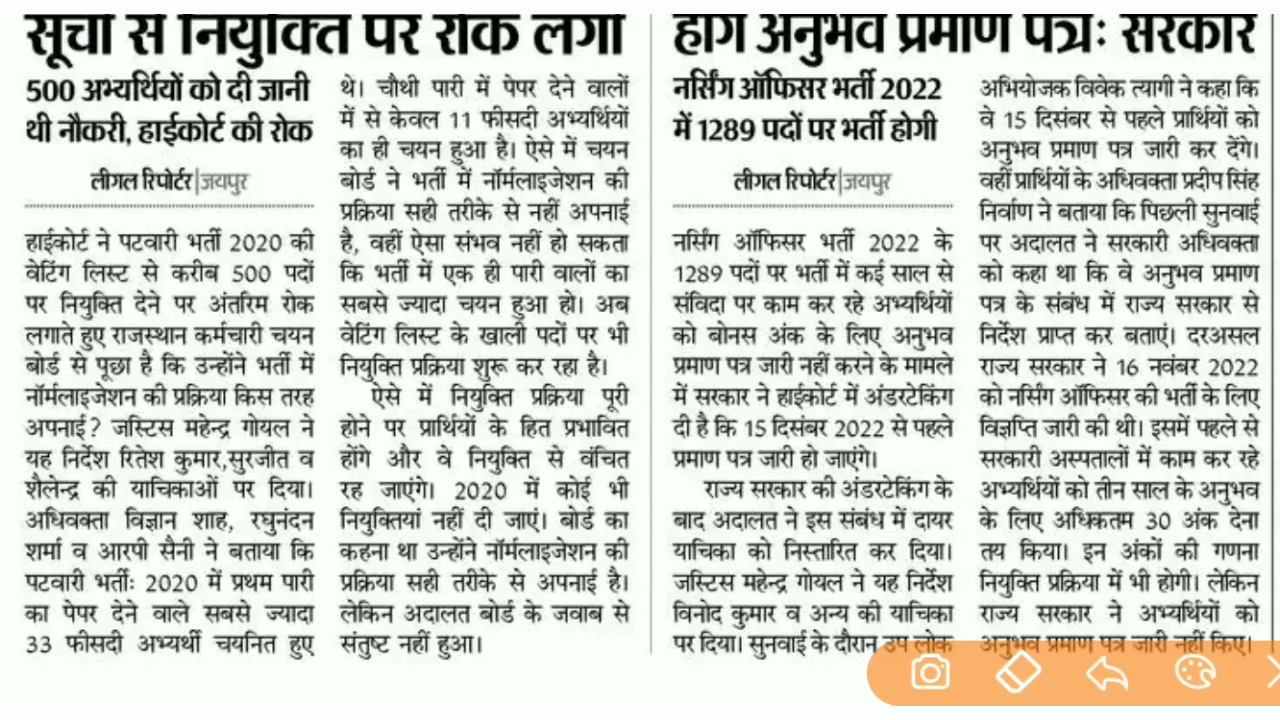 सूची से नियुक्ति पर रोक लगी
500 अभ्यर्थियों को दी जानी
थी नौकरी, हाईकोर्ट की रोक
लीगल रिपोर्टर|जयपुर
हाईकोर्ट ने पटवारी भर्ती 2020 की
वेटिंग लिस्ट से करीब 500 पदों
पर नियुक्ति देने पर अंतरिम रोक
लगाते हुए राजस्थान कर्मचारी चयन
बोर्ड से पूछा है कि उन्होंने भर्ती में
नॉर्मलाइजेशन की प्रक्रिया किस तरह
अपनाई? जस्टिस महेन्द्र गोयल ने
यह निर्देश रितेश कुमार,सुरजीत व
शैलेन्द्र की याचिकाओं पर दिया।
अधिवक्ता विज्ञान शाह, रघुनंदन
शर्मा व आरपी सैनी ने बताया कि
पटवारी भर्तीः 2020 में प्रथम पारी
का पेपर देने वाले सबसे ज्यादा
33 फीसदी अभ्यर्थी चयनित हुए
थे। चौथी पारी में पेपर देने वालों
में से केवल 11 फीसदी अभ्यर्थियों
का ही चयन हुआ है। ऐसे में चयन
बोर्ड ने भर्ती में नॉर्मलाइजेशन की
प्रक्रिया सही तरीके से नहीं अपनाई
है, वहीं ऐसा संभव नहीं हो सकता
कि भर्ती में एक ही पारी वालों का
सबसे ज्यादा चयन हुआ हो। अब
वेटिंग लिस्ट के खाली पदों पर भी
नियुक्ति प्रक्रिया शुरू कर रहा है।
ऐसे में नियुक्ति प्रक्रिया पूरी
होने पर प्रार्थियों के हित प्रभावित
होंगे और वे नियुक्ति से वंचित
रह जाएंगे। 2020 में कोई भी
नियुक्तियां नहीं दी जाएं। बोर्ड का
कहना था उन्होंने नॉर्मलाइजेशन की
प्रक्रिया सही तरीके से अपनाई है।
लेकिन अदालत बोर्ड के जवाब से
संतुष्ट नहीं हुआ।
होंगे अनुभव प्रमाण पत्रः सरकार
नर्सिंग ऑफिसर भर्ती 2022
में 1289 पदों पर भर्ती होगी
लीगल रिपोर्टर|जयपुर
नर्सिंग ऑफिसर भर्ती 2022 के
1289 पदों पर भर्ती में कई साल से
संविदा पर काम कर रहे अभ्यर्थियों
को बोनस अंक के लिए अनुभव
प्रमाण पत्र जारी नहीं करने के मामले
में सरकार ने हाईकोर्ट में अंडरटेकिंग
दी है कि 15 दिसंबर 2022 से पहले
प्रमाण पत्र जारी हो जाएंगे।
राज्य सरकार की अंडरटेकिंग के
बाद अदालत ने इस संबंध में दायर
याचिका को निस्तारित कर दिया।
जस्टिस महेन्द्र गोयल ने यह निर्देश
विनोद कुमार व अन्य की याचिका
पर दिया। सुनवाई के दौरान उप लोक
अभियोजक विवेक त्यागी ने कहा कि
वे 15 दिसंबर से पहले प्रार्थियों को
अनुभव प्रमाण पत्र जारी कर देंगे।
वहीं प्रार्थियों के अधिवक्ता प्रदीप सिंह
निर्वाण ने बताया कि पिछली सुनवाई
पर अदालत ने सरकारी अधिवक्ता
को कहा था कि वे अनुभव प्रमाण
पत्र के संबंध में राज्य सरकार से
निर्देश प्राप्त कर बताएं। दरअसल
राज्य सरकार ने 16 नवंबर 2022
को नर्सिंग ऑफिसर की भर्ती के लिए
विज्ञप्ति जारी की थी। इसमें पहले से
सरकारी अस्पतालों में काम कर रहे
अभ्यर्थियों को तीन साल के अनुभव
के लिए अधिकतम 30 अंक देना
तय किया। इन अंकों की गणना
नियुक्ति प्रक्रिया में भी होगी। लेकिन
राज्य सरकार ने अभ्यर्थियों को
अनुभव प्रमाण पत्र जारी नहीं किए।